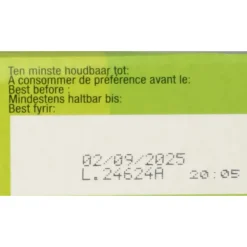 Ten minste houdbaar tot:
A consommer de préférence avant le:
Best before :
Mindestens haltbar bis:
Best fyrir:
02/09/2025
L.24624A 20:05